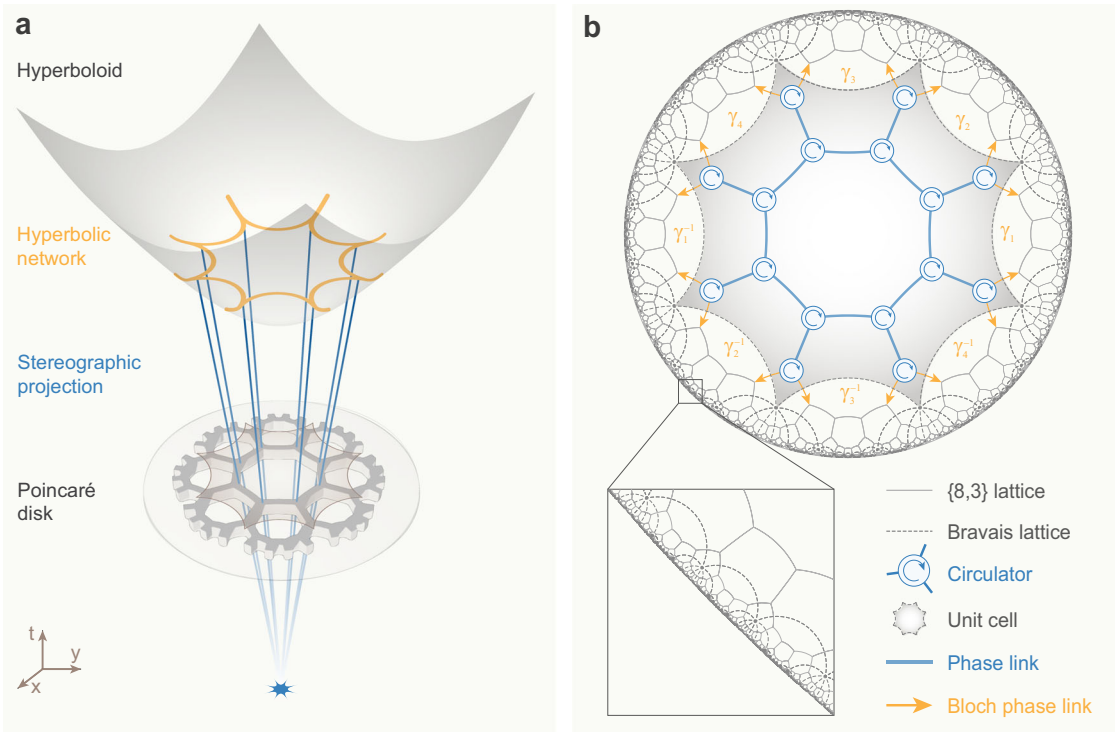 a
Hyperboloid
Hyperbolic
network
Stereographic
projection
Poincaré
disk
t
y
x
b
γ₃
γ₄
γ₂
γ₁⁻¹
γ₁
γ₂⁻¹
γ₄⁻¹
γ₃⁻¹
{8,3} lattice
Bravais lattice
Circulator
Unit cell
Phase link
Bloch phase link